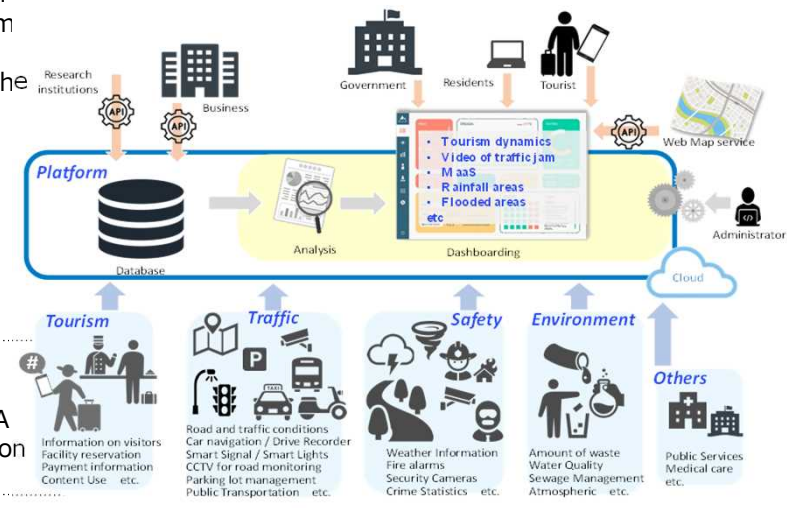 m
he
Research
institutions
API
Business
API
Government
Residents
Tourist
API
Web Map service
Platform
• Tourism dynamics
• Video of traffic jam
• MaaS
• Rainfall areas
• Flooded areas
etc
Database
Analysis
Dashboarding
Administrator
Cloud
Tourism
#
Information on visitors
Facility reservation
Payment information
Content Use etc.
Traffic
P
TAXI
Road and traffic conditions
Car navigation / Drive Recorder
Smart Signal / Smart Lights
CCTV for road monitoring
Parking lot management
Public Transportation etc.
Safety
Weather Information
Fire alarms
Security Cameras
Crime Statistics etc.
Environment
Amount of waste
Water Quality
Sewage Management
Atmospheric etc.
Others
Public Services
Medical care
etc.
A
on